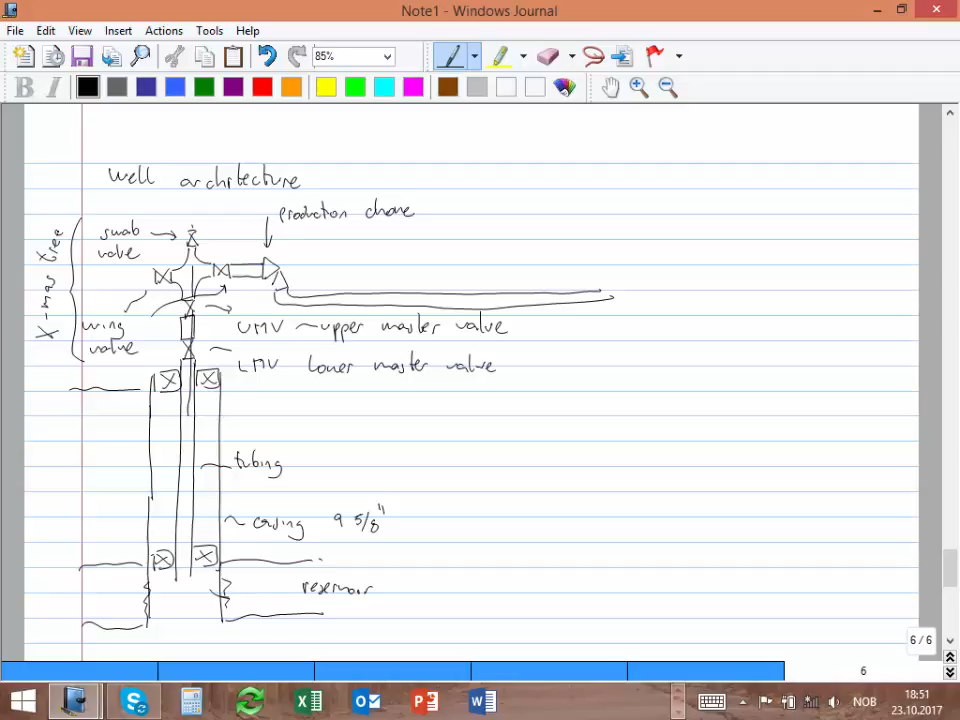 Note1 - Windows Journal
File Edit View Insert Actions Tools Help
85%
B I
well architecture
production choke
swab
valve
X-mas tree
wing
valve
UMV ~ upper master valve
LMV lower master valve
tubing
~ casing 9 5/8"
reservoir
6 / 6
6
NOB
18:51
23.10.2017